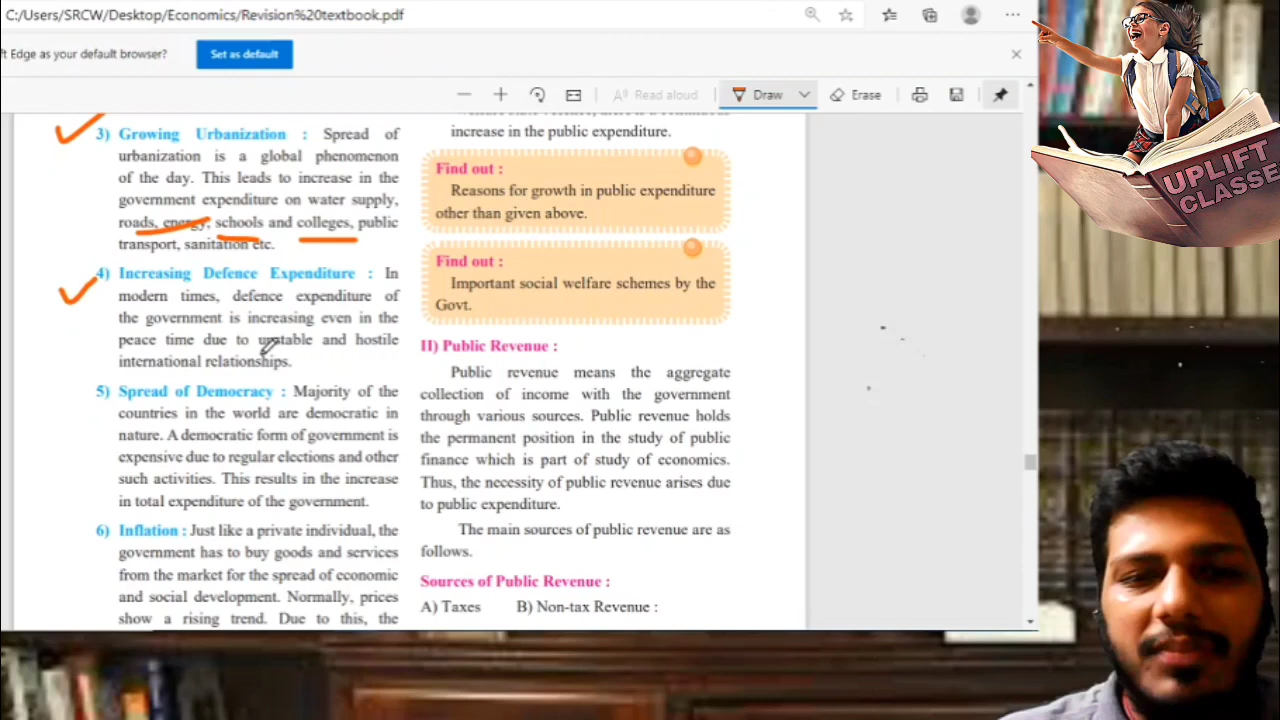 C:/Users/SRCW/Desktop/Economics/Revision%20textbook.pdf
ft Edge as your default browser?
Set as default
Read aloud
Draw
Erase
3) Growing Urbanization : Spread of
urbanization is a global phenomenon
of the day. This leads to increase in the
government expenditure on water supply,
roads, energy, schools and colleges, public
transport, sanitation etc.
4) Increasing Defence Expenditure : In
modern times, defence expenditure of
the government is increasing even in the
peace time due to unstable and hostile
international relationships.
5) Spread of Democracy : Majority of the
countries in the world are democratic in
nature. A democratic form of government is
expensive due to regular elections and other
such activities. This results in the increase
in total expenditure of the government.
6) Inflation : Just like a private individual, the
government has to buy goods and services
from the market for the spread of economic
and social development. Normally, prices
show a rising trend. Due to this, the
increase in the public expenditure.
Find out :
Reasons for growth in public expenditure
other than given above.
Find out :
Important social welfare schemes by the
Govt.
II) Public Revenue :
Public revenue means the aggregate
collection of income with the government
through various sources. Public revenue holds
the permanent position in the study of public
finance which is part of study of economics.
Thus, the necessity of public revenue arises due
to public expenditure.
The main sources of public revenue are as
follows.
Sources of Public Revenue :
A) Taxes B) Non-tax Revenue :
UPLIFT
CLASSE